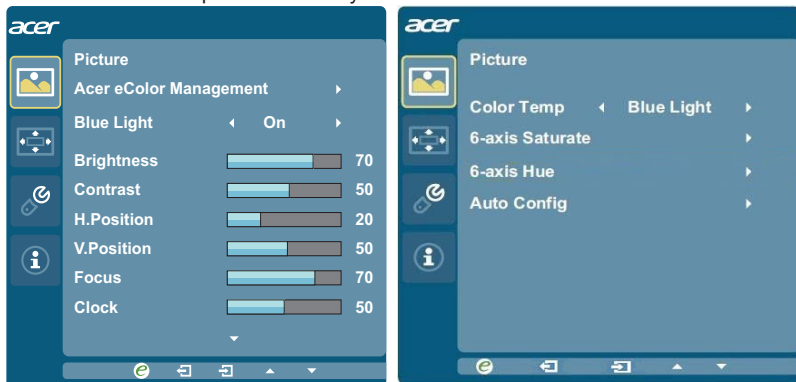 acer
Picture
Acer eColor Management
Blue Light On
Brightness 70
Contrast 50
H.Position 20
V.Position 50
Focus 70
Clock 50
e
acer
Picture
Color Temp Blue Light
6-axis Saturate
6-axis Hue
Auto Config
e